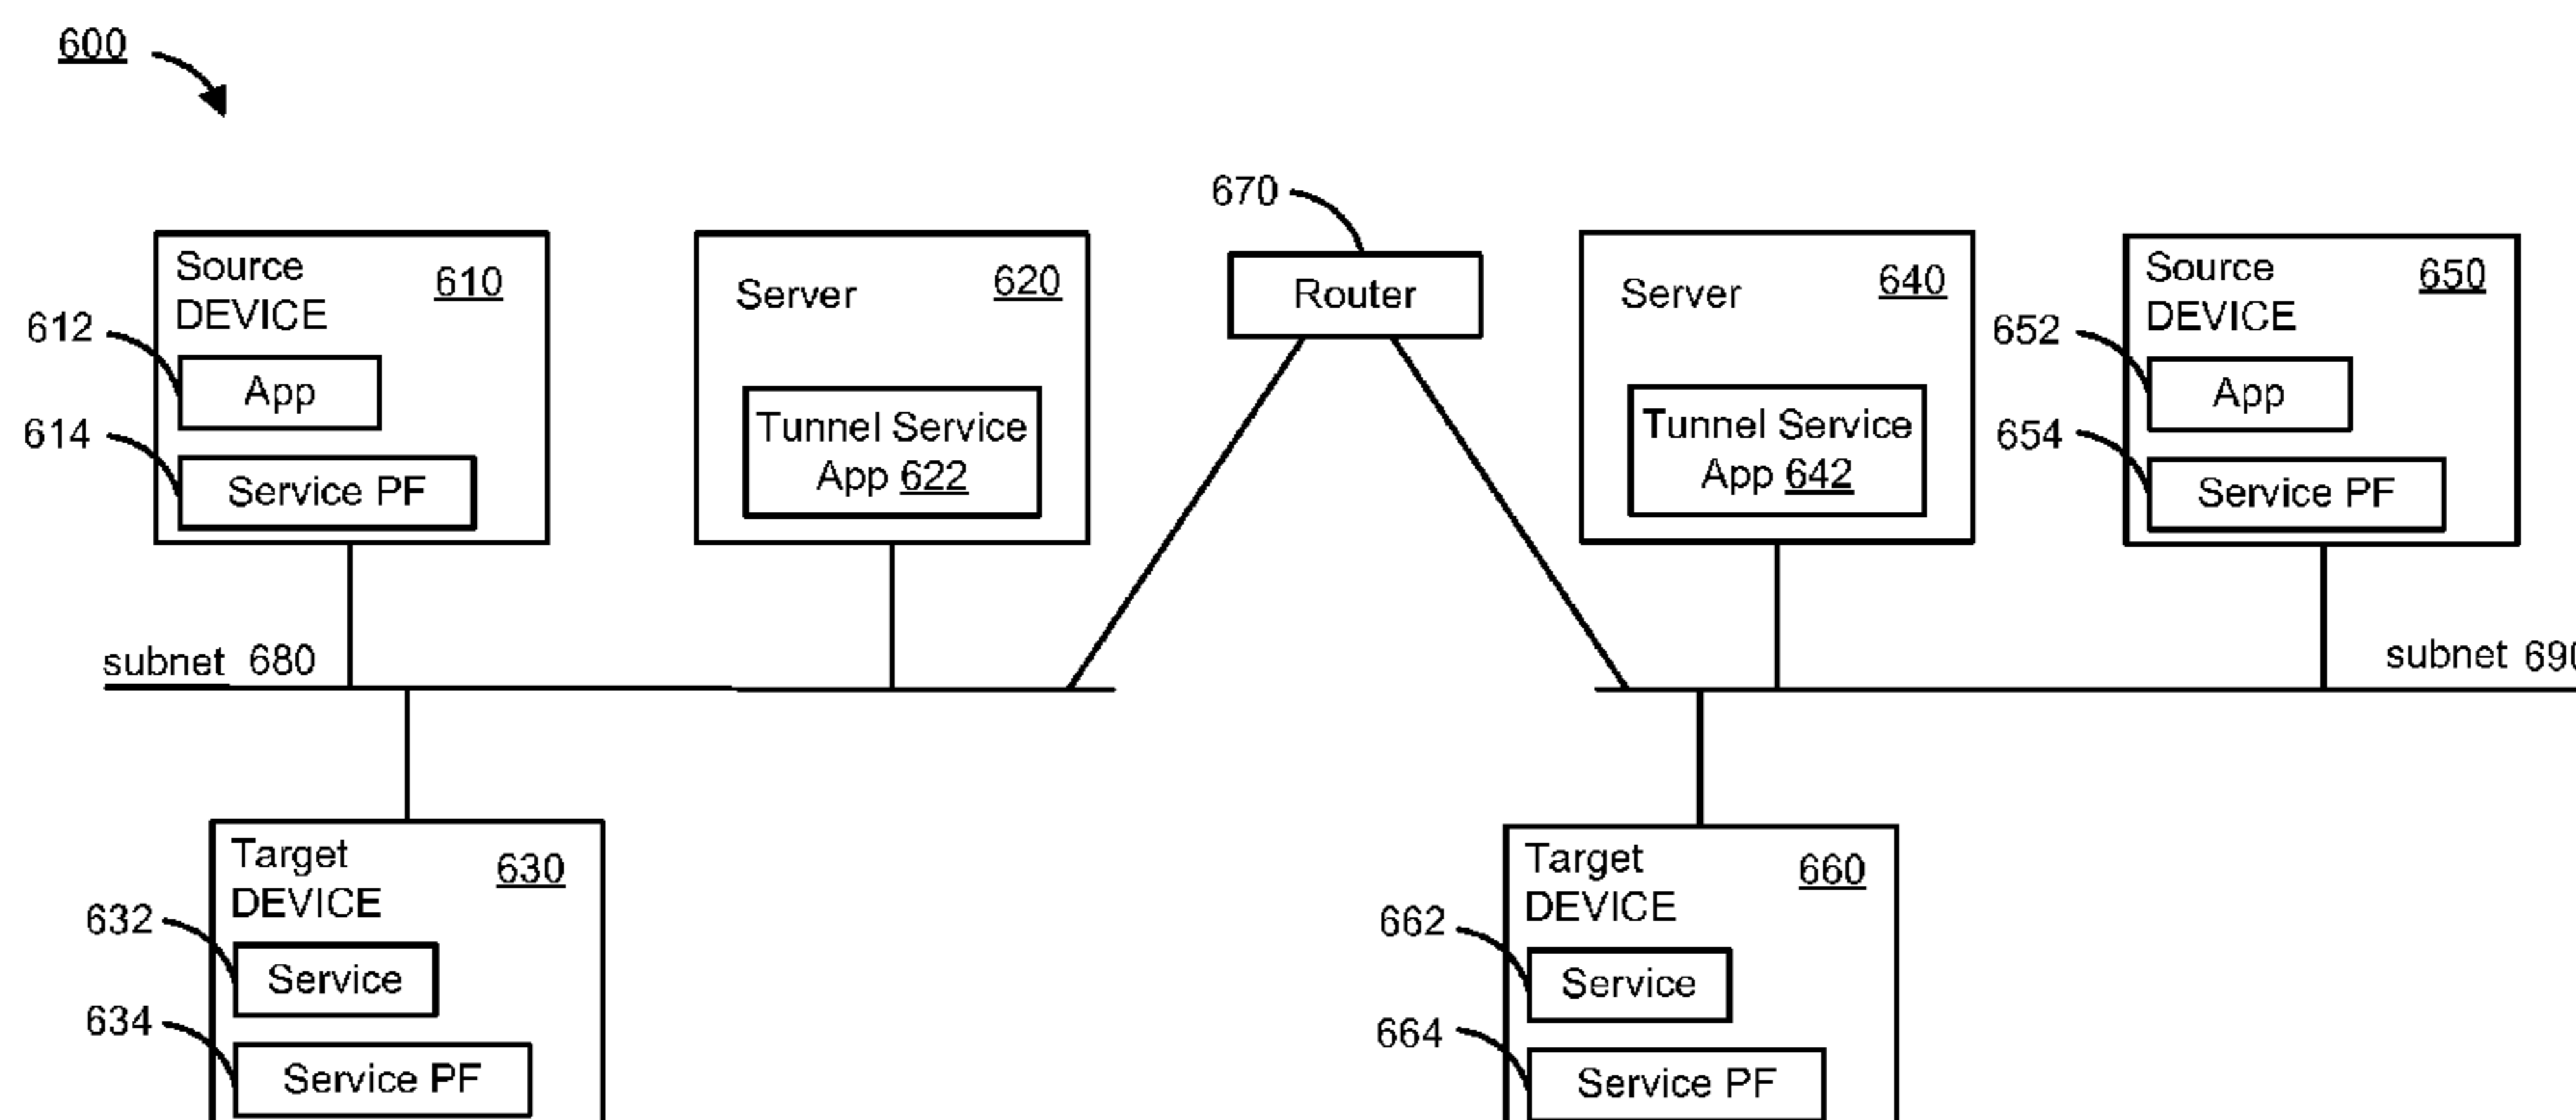 600
670
Source
DEVICE
610
612
App
614
Service PF
Server
620
Tunnel Service
App 622
Router
Server
640
Tunnel Service
App 642
Source
DEVICE
650
652
App
654
Service PF
subnet 680
subnet 690
Target
DEVICE
630
632
Service
634
Service PF
Target
DEVICE
660
662
Service
664
Service PF